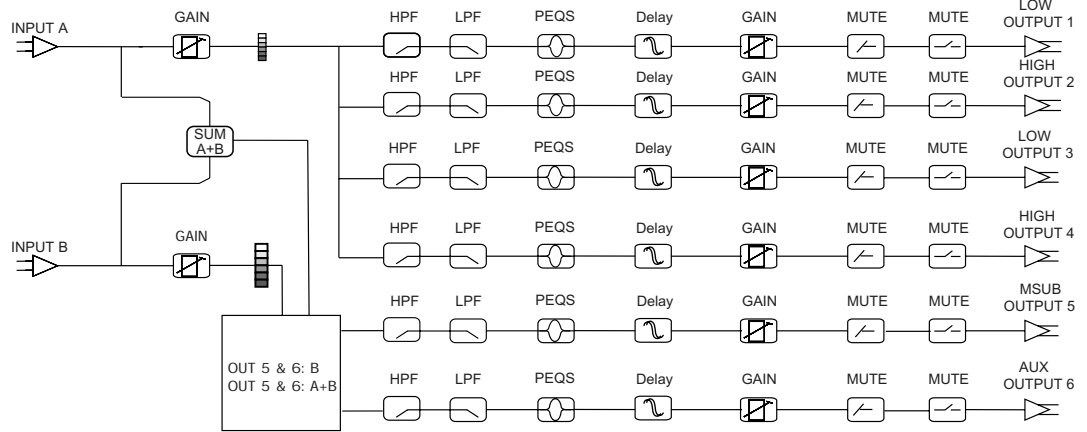 INPUT A
GAIN
HPF LPF PEQS Delay GAIN MUTE MUTE
LOW
OUTPUT 1
HPF LPF PEQS Delay GAIN MUTE MUTE
HIGH
OUTPUT 2
SUM
A+B
HPF LPF PEQS Delay GAIN MUTE MUTE
LOW
OUTPUT 3
INPUT B
GAIN
HPF LPF PEQS Delay GAIN MUTE MUTE
HIGH
OUTPUT 4
HPF LPF PEQS Delay GAIN MUTE MUTE
MSUB
OUTPUT 5
OUT 5 & 6: B
OUT 5 & 6: A+B
HPF LPF PEQS Delay GAIN MUTE MUTE
AUX
OUTPUT 6